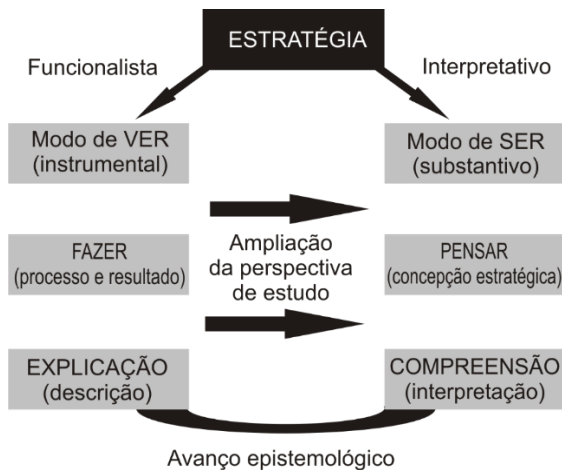 ESTRATÉGIA
Funcionalista
Interpretativo
Modo de VER
(instrumental)
Modo de SER
(substantivo)
FAZER
(processo e resultado)
Ampliação
da perspectiva
de estudo
PENSAR
(concepção estratégica)
EXPLICAÇÃO
(descrição)
COMPREENSÃO
(interpretação)
Avanço epistemológico